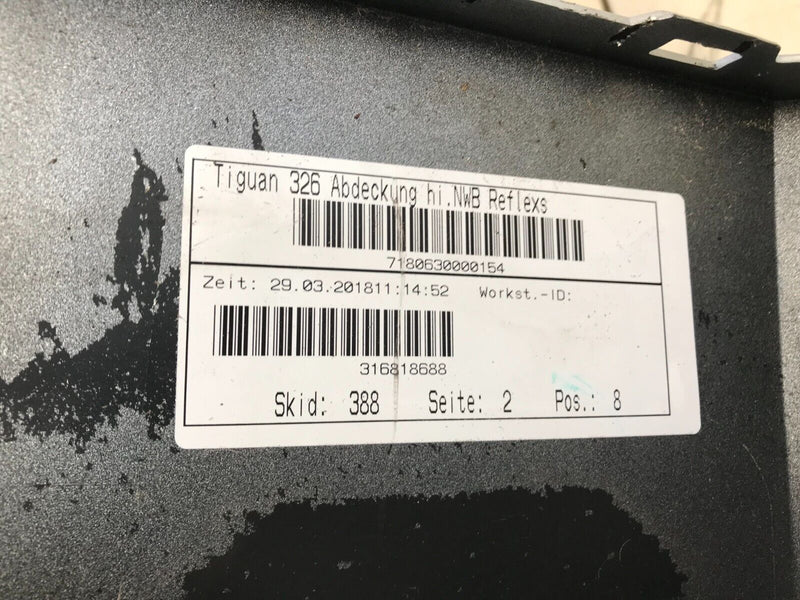 Tiguan 326 Abdeckung hi.NWB Reflexs
7180630000154
Zeit: 29.03.201811:14:52 Workst.-ID:
316818688
Skid: 388 Seite: 2 Pos.: 8